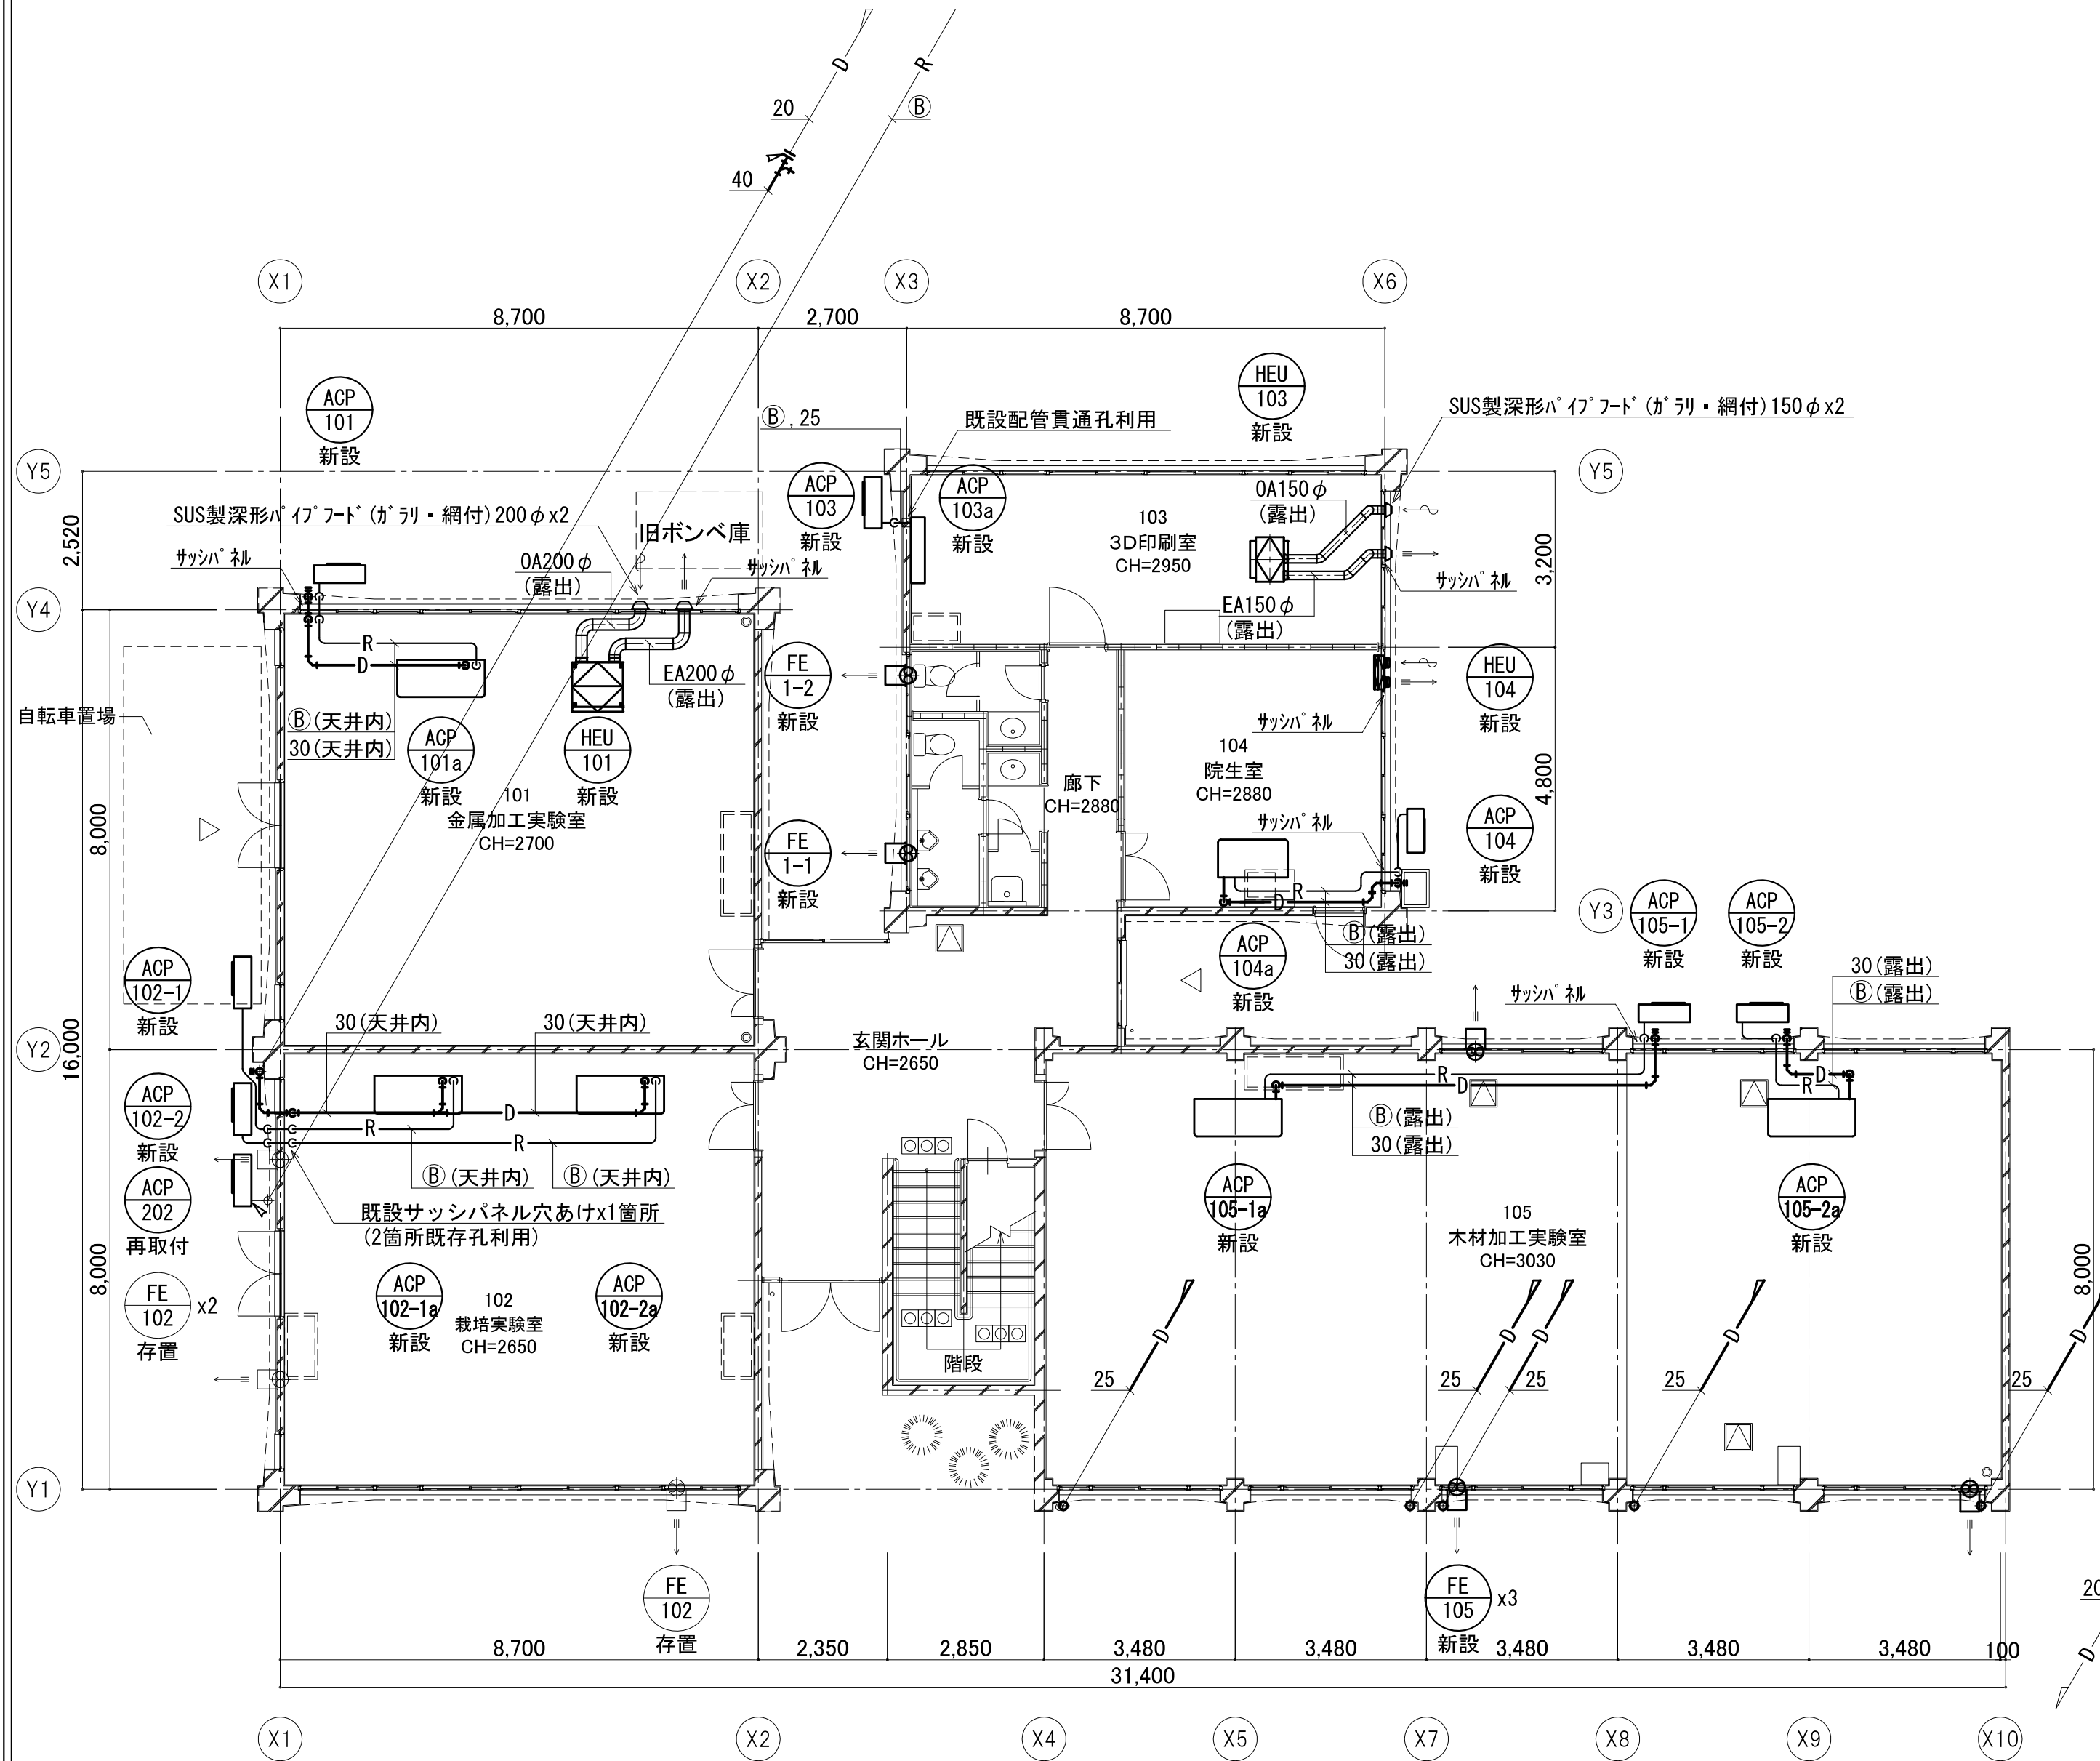 D
R
20
Ⓑ
40
X1
X2
X3
X6
8,700
2,700
8,700
ACP
101
新設
HEU
103
新設
SUS製深形ﾊﾟｲﾌﾟﾌｰﾄﾞ(ｶﾞﾗﾘ・網付)150φx2
Ⓑ, 25
既設配管貫通孔利用
Y5
Y5
ACP
103
新設
ACP
103a
新設
OA150φ
(露出)
103
3D印刷室
CH=2950
SUS製深形ﾊﾟｲﾌﾟﾌｰﾄﾞ(ｶﾞﾗﾘ・網付)200φx2
旧ボンベ庫
2,520
ｻｯｼﾊﾟﾈﾙ
OA200φ
(露出)
ｻｯｼﾊﾟﾈﾙ
ｻｯｼﾊﾟﾈﾙ
3,200
Y4
EA150φ
(露出)
R
D
EA200φ
(露出)
FE
1-2
新設
HEU
104
新設
自転車置場
Ⓑ(天井内)
30(天井内)
ACP
101a
新設
HEU
101
新設
ｻｯｼﾊﾟﾈﾙ
104
院生室
CH=2880
廊下
CH=2880
4,800
101
金属加工実験室
CH=2700
8,000
ｻｯｼﾊﾟﾈﾙ
ACP
104
新設
FE
1-1
新設
R
D
Y3
ACP
105-1
新設
ACP
105-2
新設
Ⓑ(露出)
30(露出)
ACP
104a
新設
ACP
102-1
新設
30(露出)
Ⓑ(露出)
ｻｯｼﾊﾟﾈﾙ
30(天井内)
30(天井内)
玄関ホール
CH=2650
Y2
16,000
ACP
102-2
新設
D
R
R
R
D
D
R
Ⓑ(露出)
30(露出)
Ⓑ(天井内)
Ⓑ(天井内)
ACP
202
再取付
既設サッシパネル穴あけx1箇所
(2箇所既存孔利用)
ACP
105-1a
新設
105
木材加工実験室
CH=3030
ACP
105-2a
新設
8,000
8,000
FE
102
x2
存置
ACP
102-1a
新設
102
栽培実験室
CH=2650
ACP
102-2a
新設
階段
D
D
D
D
D
25
25
25
25
25
Y1
FE
102
存置
FE
105
x3
新設
20
D
8,700
2,350
2,850
3,480
3,480
3,480
3,480
3,480
100
31,400
X1
X2
X4
X5
X7
X8
X9
X10